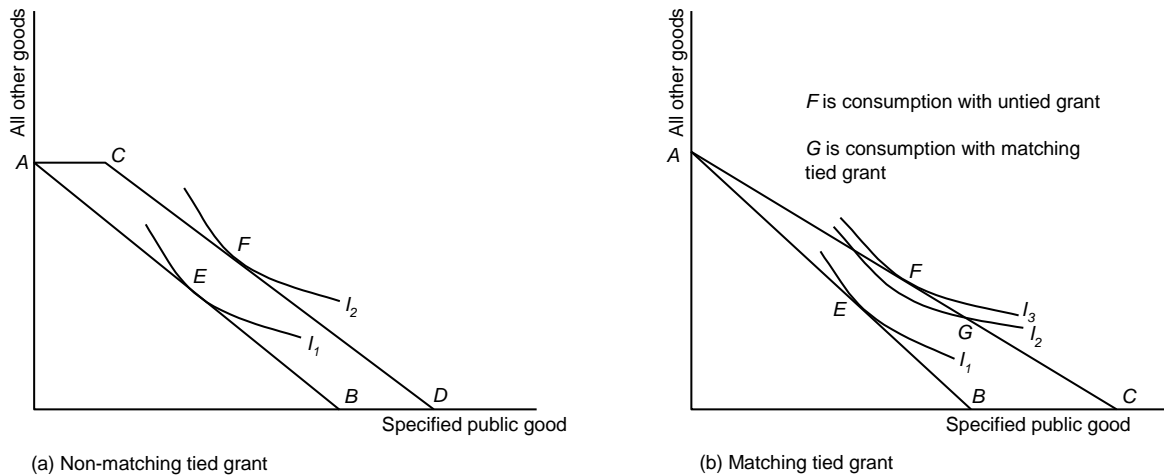 All other goods
A
C
F
E
I2
I1
B
D
Specified public good
(a) Non-matching tied grant
All other goods
F is consumption with untied grant
G is consumption with matching
tied grant
A
F
E
G
I3
I2
I1
B
C
Specified public good
(b) Matching tied grant